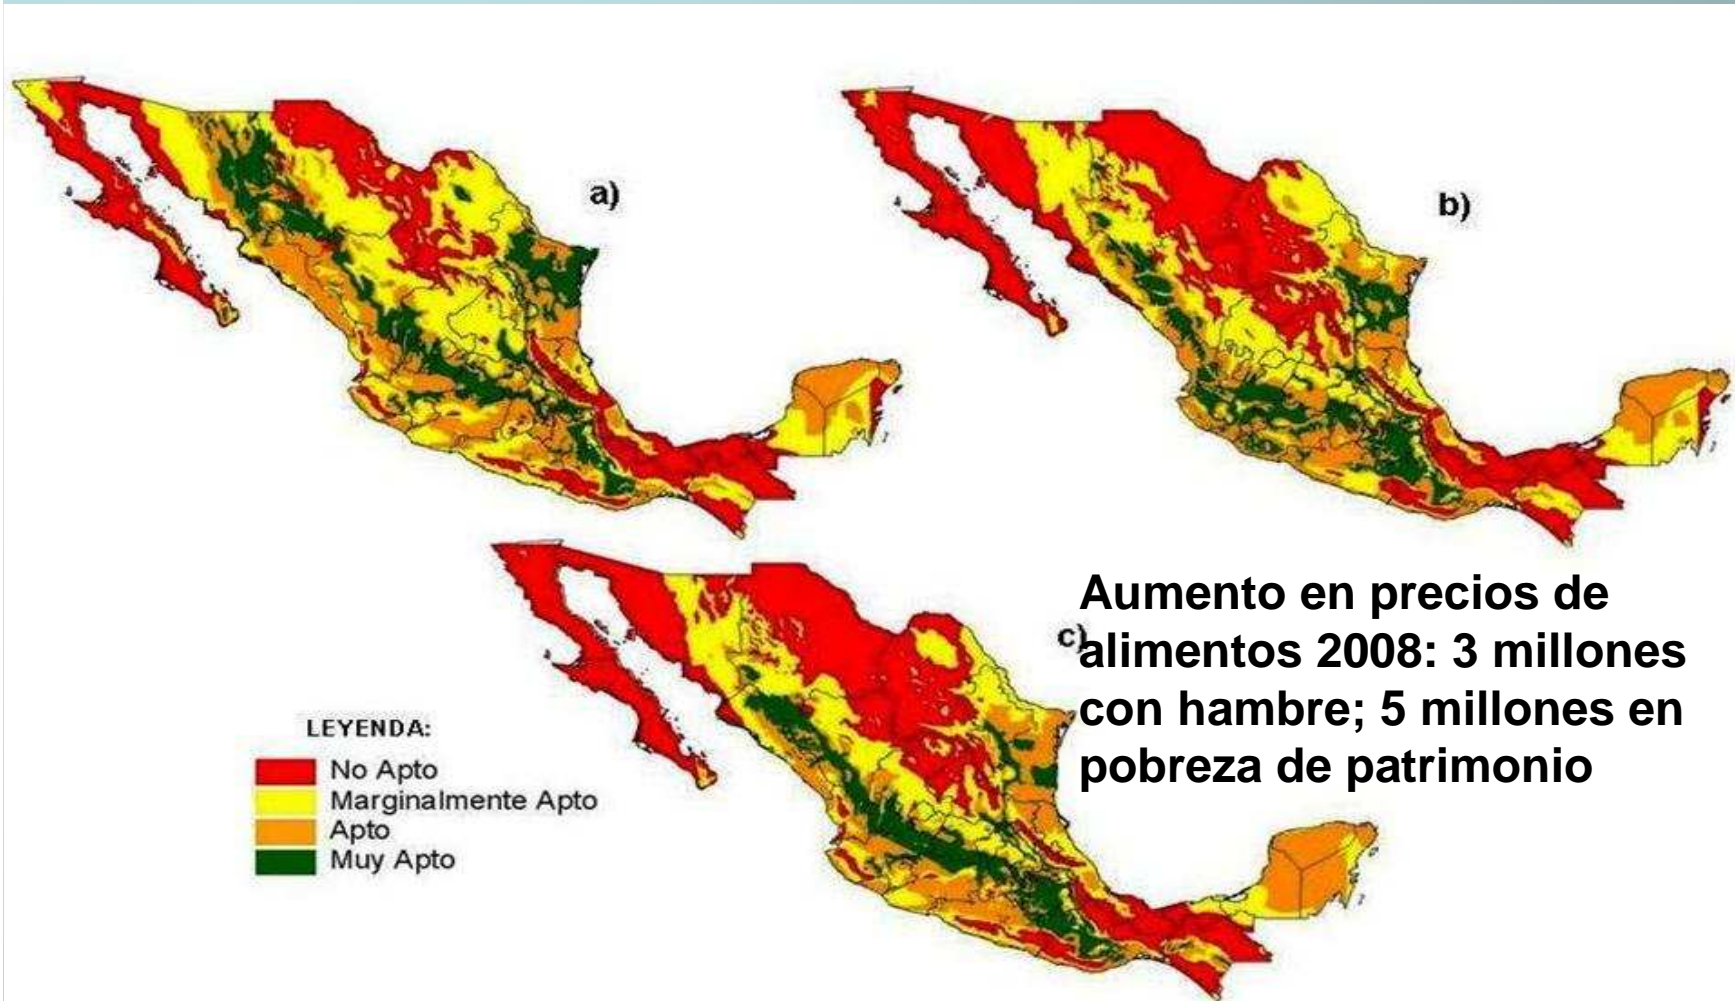 a)
b)
c)
Aumento en precios de
alimentos 2008: 3 millones
con hambre; 5 millones en
pobreza de patrimonio
LEYENDA:
No Apto
Marginalmente Apto
Apto
Muy Apto